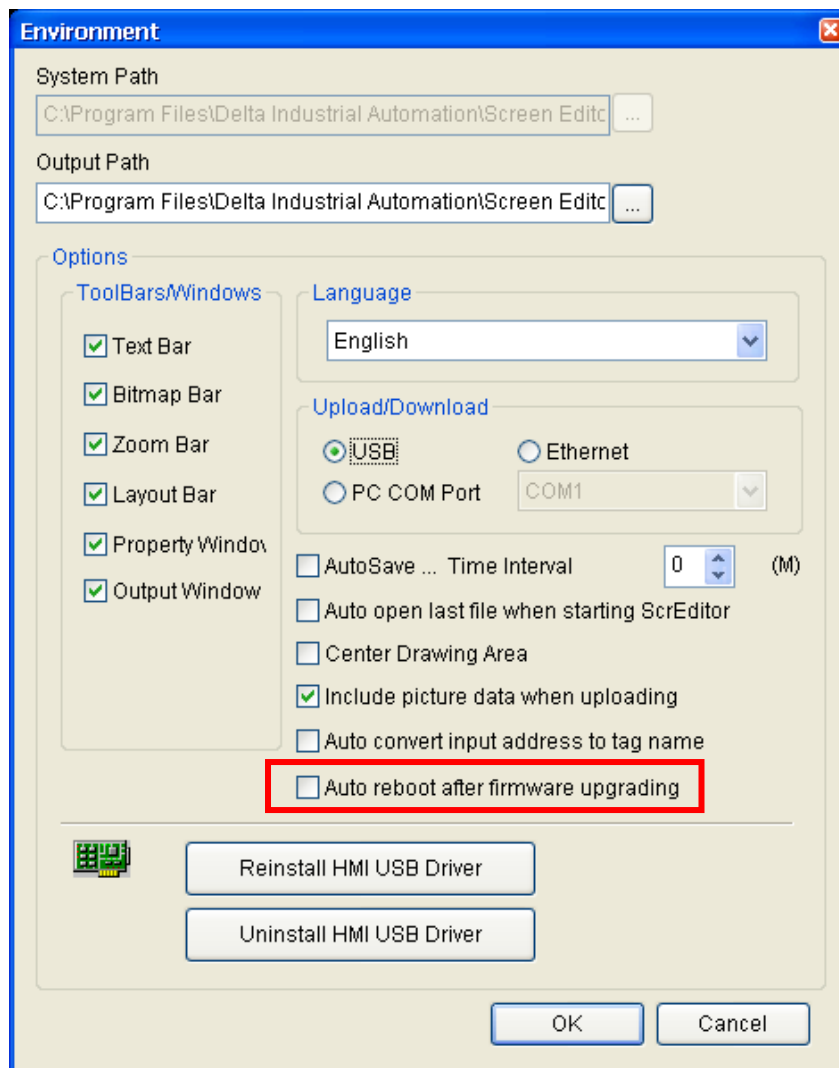 Environment
System Path
C:\Program Files\Delta Industrial Automation\Screen Editc
...
Output Path
C:\Program Files\Delta Industrial Automation\Screen Editc
...
Options
ToolBars/Windows
Text Bar
Bitmap Bar
Zoom Bar
Layout Bar
Property Window
Output Window
Language
English
Upload/Download
USB
Ethernet
PC COM Port
COM1
AutoSave ... Time Interval
0
(M)
Auto open last file when starting ScrEditor
Center Drawing Area
Include picture data when uploading
Auto convert input address to tag name
Auto reboot after firmware upgrading
Reinstall HMI USB Driver
Uninstall HMI USB Driver
OK
Cancel